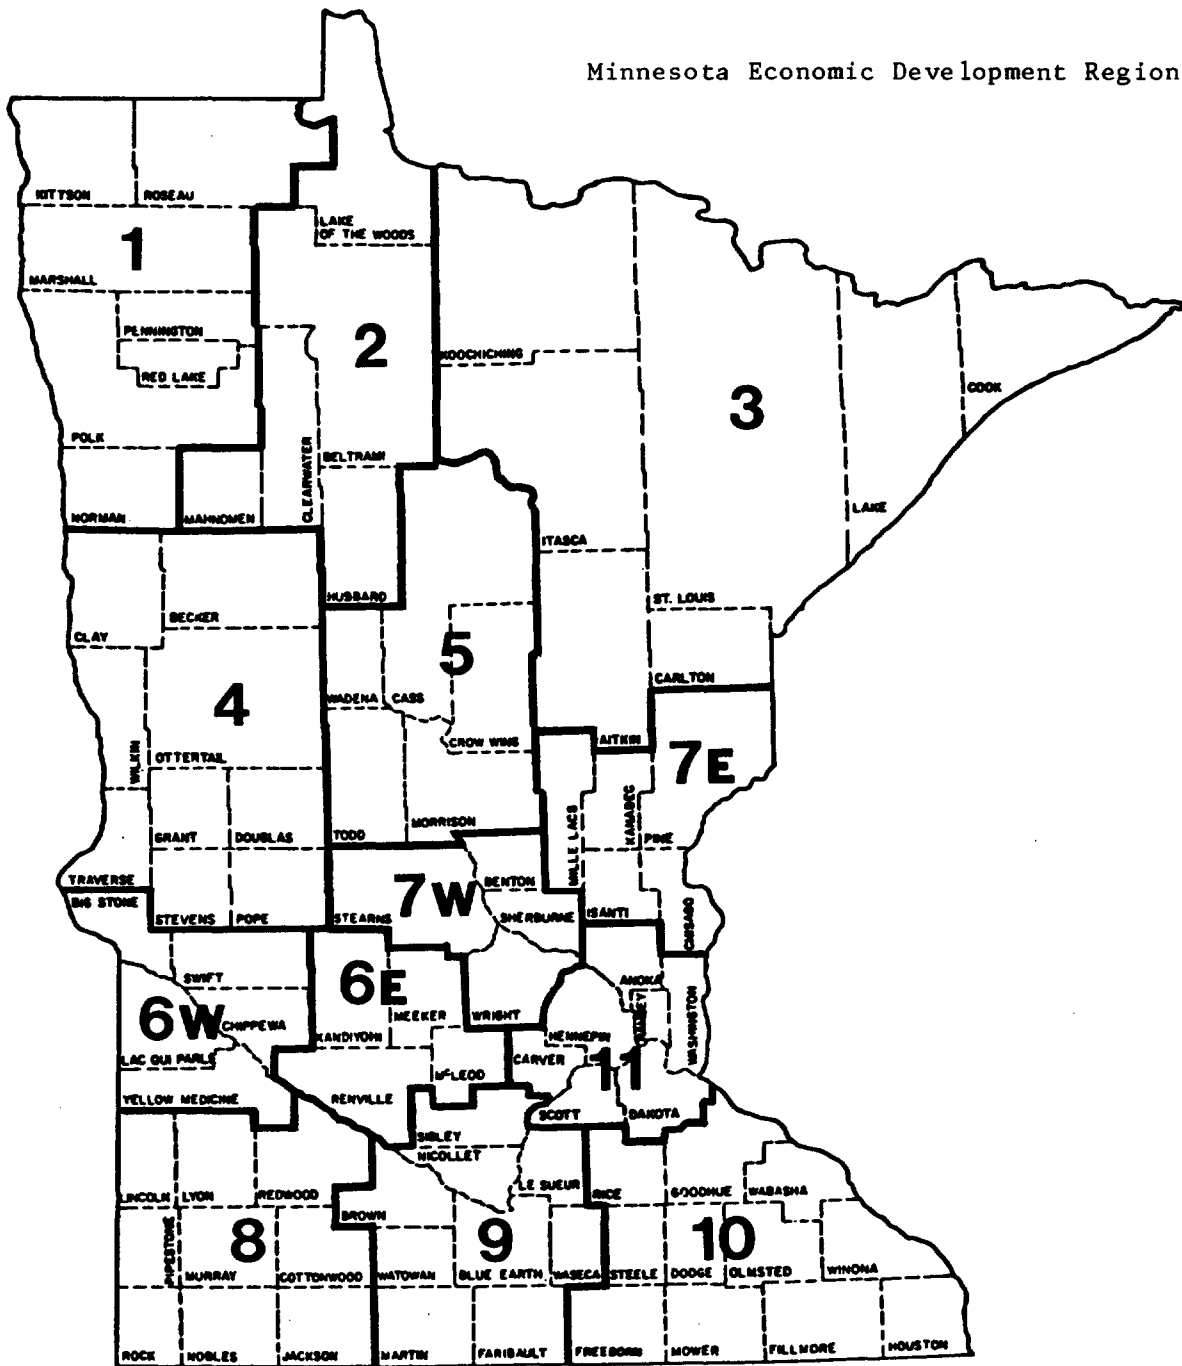 Minnesota Economic Development Region
KITTSON
ROSEAU
LAKE
OF THE WOODS
1
MARSHALL
PENNINGTON
2
KOOCHICHING
RED LAKE
3
COOK
POLK
CLEARWATER
BELTRAMI
NORMAN
MAHNOMEN
LAKE
ITASCA
HUBBARD
ST. LOUIS
BECKER
CLAY
5
CARLTON
WADENA
CASS
4
CROW WING
AITKIN
WILKIN
OTTERTAIL
7E
KANABEC
MORRISON
GRANT
DOUGLAS
TODD
MILLE LACS
PINE
TRAVERSE
BENTON
7W
BIG STONE
STEVENS
POPE
STEARNS
SHERBURNE
ISANTI
CHISAGO
SWIFT
ANOKA
6E
6W
MEEKER
WRIGHT
RAMSEY
WASHINGTON
CHIPPEWA
KANDIYOHI
HENNEPIN
LAC QUI PARLE
CARVER
11
MCLEOD
YELLOW MEDICINE
RENVILLE
SCOTT
DAKOTA
SIBLEY
NICOLLET
LE SUEUR
LINCOLN
LYON
REDWOOD
RICE
GOODHUE
WABASHA
BROWN
PIPESTONE
8
9
10
MURRAY
COTTONWOOD
WATOWAN
BLUE EARTH
WASECA
STEELE
DODGE
OLMSTED
WINONA
ROCK
NOBLES
JACKSON
MARTIN
FARIBAULT
FREEBORN
MOWER
FILLMORE
HOUSTON